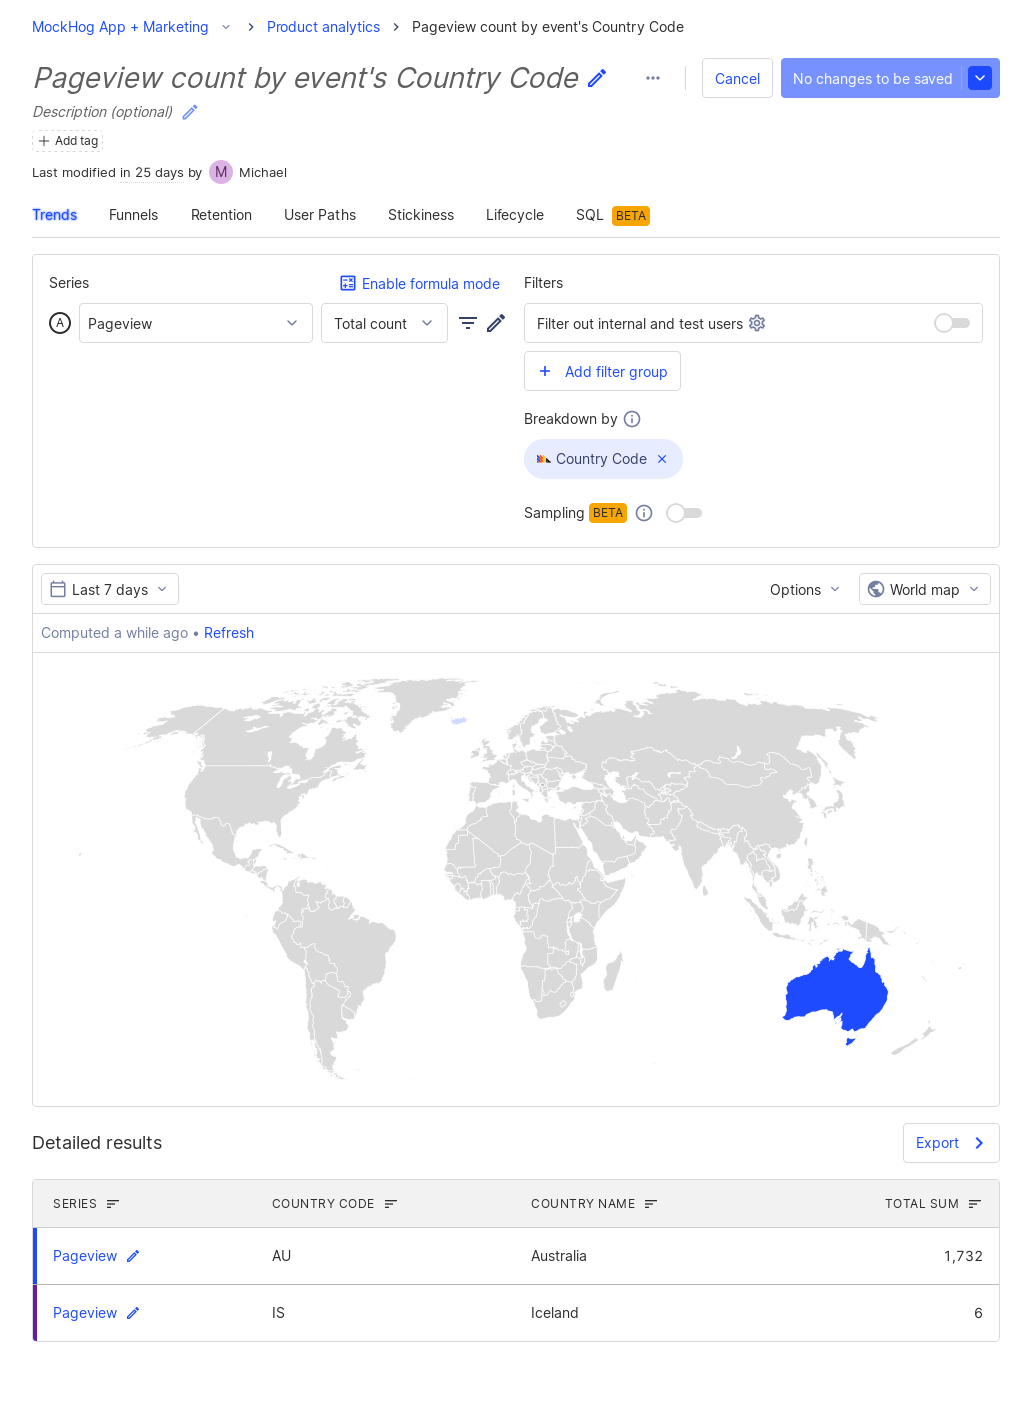 MockHog App + Marketing > Product analytics > Pageview count by event's Country Code
Pageview count by event's Country Code
Cancel
No changes to be saved
Description (optional)
+ Add tag
Last modified in 25 days by M Michael
Trends Funnels Retention User Paths Stickiness Lifecycle SQL BETA
Series
Enable formula mode
Filters
A Pageview
Total count
Filter out internal and test users
+ Add filter group
Breakdown by
Country Code
Sampling BETA
Last 7 days
Options
World map
Computed a while ago • Refresh
Detailed results
Export
SERIES COUNTRY CODE COUNTRY NAME TOTAL SUM
Pageview AU Australia 1,732
Pageview IS Iceland 6